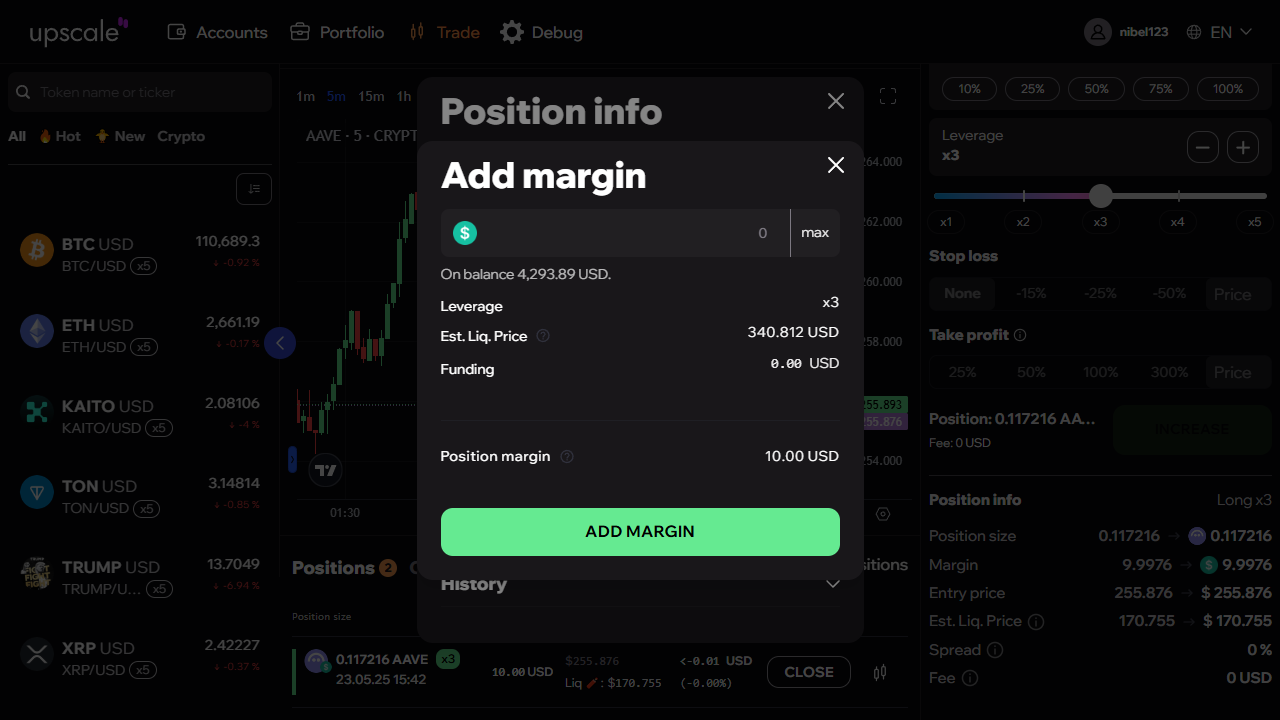 upscale
Accounts
Portfolio
Trade
Debug
nibel123
EN
Token name or ticker
All
Hot
New
Crypto
BTC USD
110,689.3
BTC/USD x5
↓ -0.92 %
ETH USD
2,661.19
ETH/USD x5
↓ -0.17 %
KAITO USD
2.08106
KAITO/USD x5
↓ -4 %
TON USD
3.14814
TON/USD x5
↓ -0.85 %
TRUMP USD
13.7049
TRUMP/U... x5
↓ -6.94 %
XRP USD
2.42227
XRP/USD x5
↓ -0.37 %
1m 5m 15m 1h
AAVE · 5 · CRYPT
264.000
262.000
260.000
258.000
255.893
255.876
254.000
01:30
Position info
Add margin
$ 0 max
On balance 4,293.89 USD.
Leverage x3
Est. Liq. Price 340.812 USD
Funding 0.00 USD
Position margin 10.00 USD
ADD MARGIN
History
Positions 2
sitions
Position size
0.117216 AAVE x3
23.05.25 15:42
10.00 USD
$255.876
Liq : $170.755
<-0.01 USD
(-0.00%)
CLOSE
10% 25% 50% 75% 100%
Leverage
x3
x1 x2 x3 x4 x5
Stop loss
None -15% -25% -50% Price
Take profit
25% 50% 100% 300% Price
Position: 0.117216 AA...
Fee: 0 USD
INCREASE
Position info Long x3
Position size 0.117216 → 0.117216
Margin 9.9976 → 9.9976
Entry price 255.876 → $ 255.876
Est. Liq. Price 170.755 → $ 170.755
Spread 0 %
Fee 0 USD